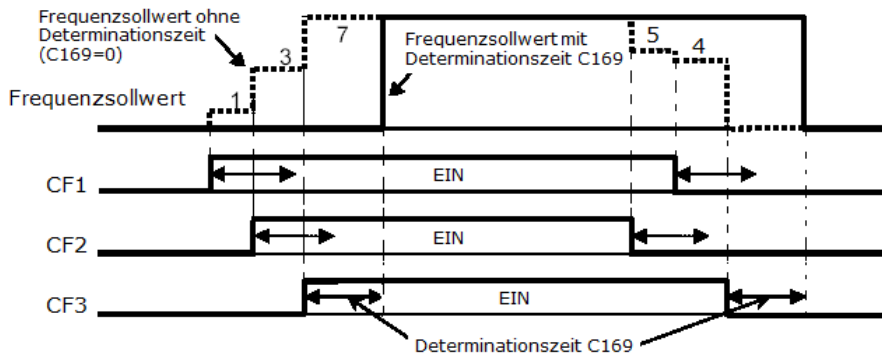 Frequenzsollwert ohne
Determinationszeit
(C169=0)
Frequenzsollwert
1
3
7
Frequenzsollwert mit
Determinationszeit C169
5
4
CF1
EIN
CF2
EIN
CF3
EIN
Determinationszeit C169